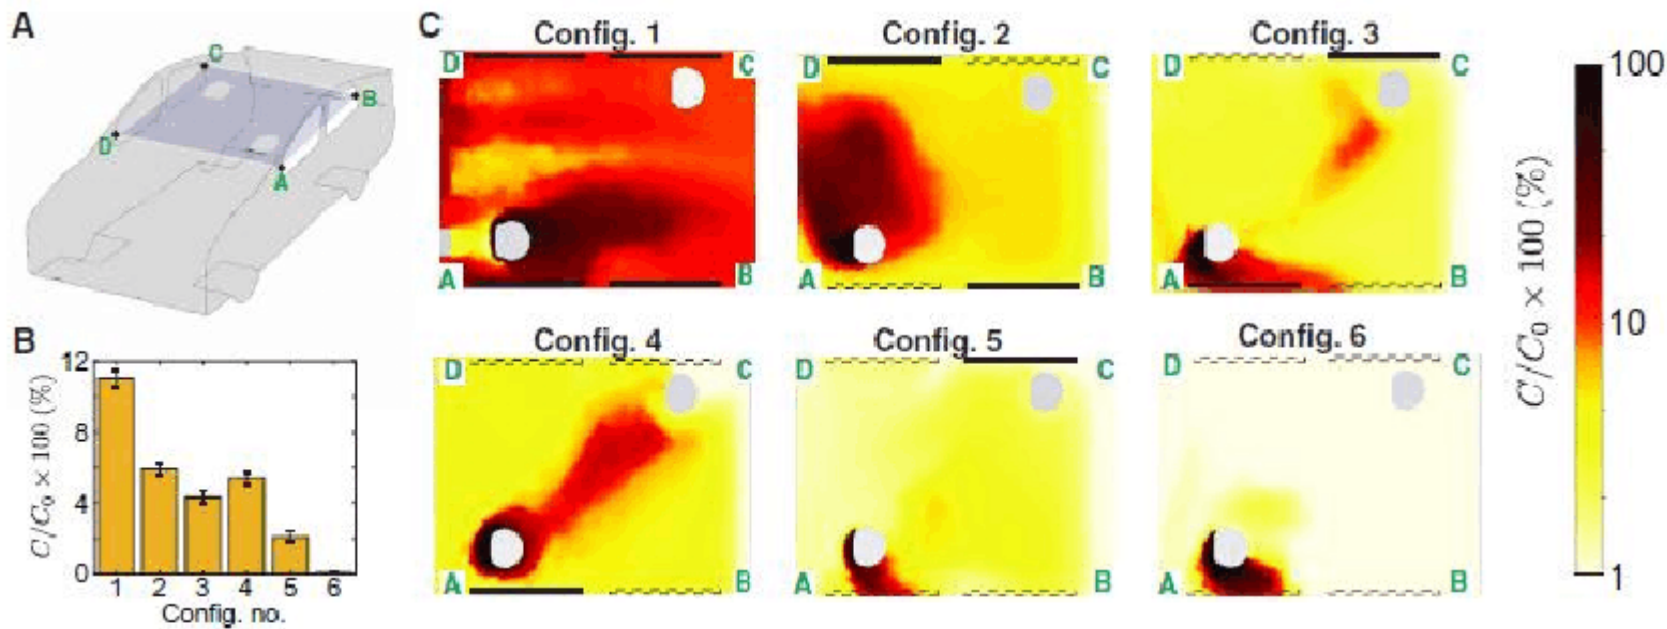 A
C
B
D
A
B
12
8
4
0
C/C₀ × 100 (%)
1 2 3 4 5 6
Config. no.
C
Config. 1
D C
A B
Config. 2
D C
A B
Config. 3
D C
A B
Config. 4
D C
A B
Config. 5
D C
A B
Config. 6
D C
A B
C/C₀ × 100 (%)
100
10
1